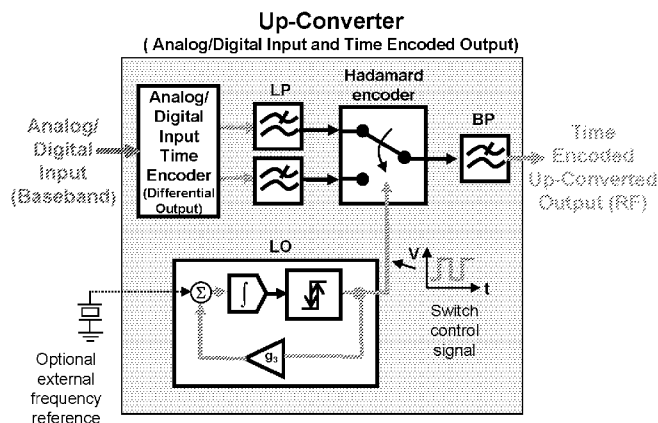 Up-Converter
( Analog/Digital Input and Time Encoded Output)
Analog/
Digital
Input
(Baseband)
Analog/
Digital
Input
Time
Encoder
(Differential
Output)
LP
Hadamard
encoder
BP
Time
Encoded
Up-Converted
Output (RF)
LO
Σ
∫
g₃
V
t
Switch
control
signal
Optional
external
frequency
reference